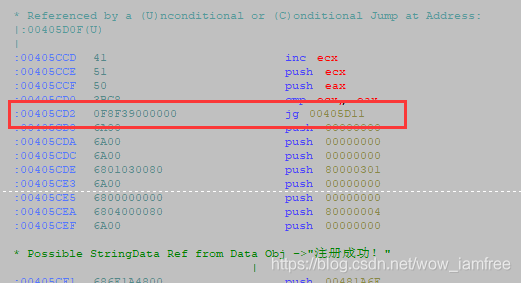 * Referenced by a (U)nconditional or (C)onditional Jump at Address:
|:00405D0F(U)
|
:00405CCD 41 inc ecx
:00405CCE 51 push ecx
:00405CCF 50 push eax
:00405CD0 3BC8 cmp ecx, eax
:00405CD2 0F8F39000000 jg 00405D11
:00405CD8 6A00 push 00000000
:00405CDA 6A00 push 00000000
:00405CDC 6A00 push 00000000
:00405CDE 6801030080 push 80000301
:00405CE3 6A00 push 00000000
:00405CE5 6800000000 push 00000000
:00405CEA 6804000080 push 80000004
:00405CEF 6A00 push 00000000
* Possible StringData Ref from Data Obj ->"注册成功！"
|
https://blog.csdn.net/wow_iamfree
:00405CF1 686F1A4800 push 00481A6F